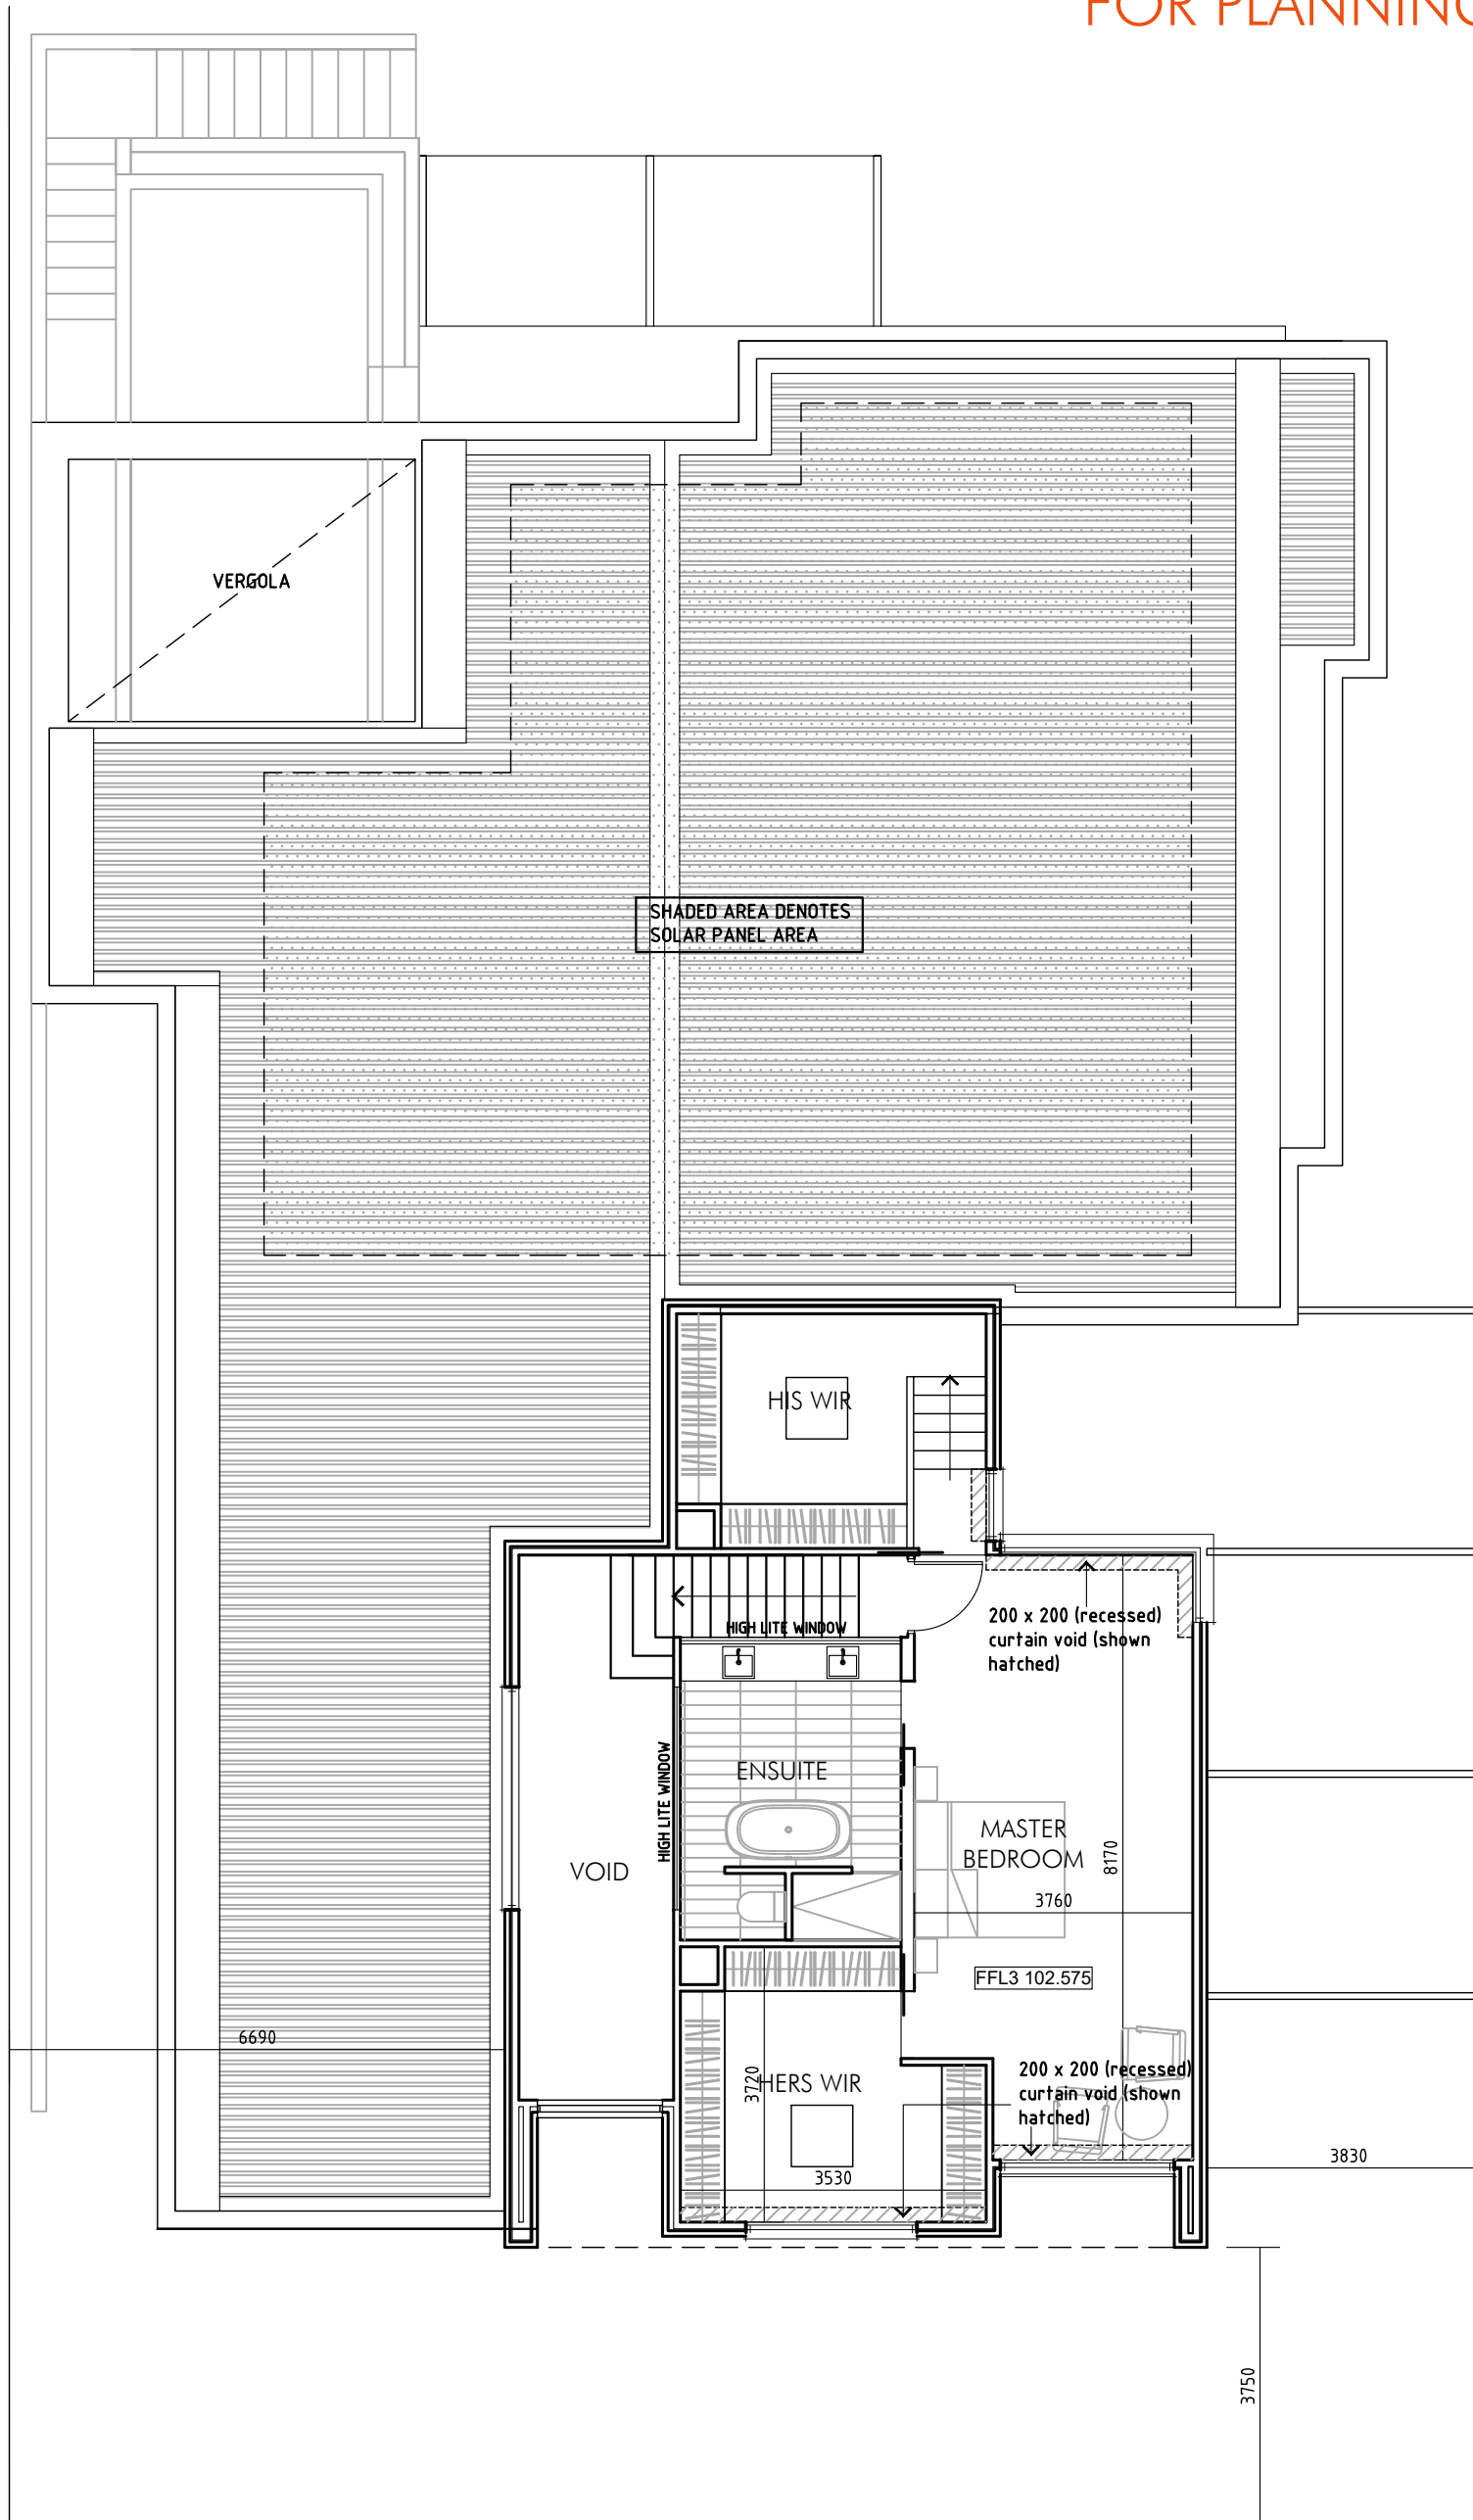 FOR PLANNING
VERGOLA
SHADED AREA DENOTES
SOLAR PANEL AREA
HIS WIR
200 x 200 (recessed)
curtain void (shown
hatched)
HIGH LITE WINDOW
HIGH LITE WINDOW
ENSUITE
VOID
MASTER
BEDROOM
8170
3760
FFL3 102.575
6690
3720
HERS WIR
200 x 200 (recessed)
curtain void (shown
hatched)
3530
3830
3750